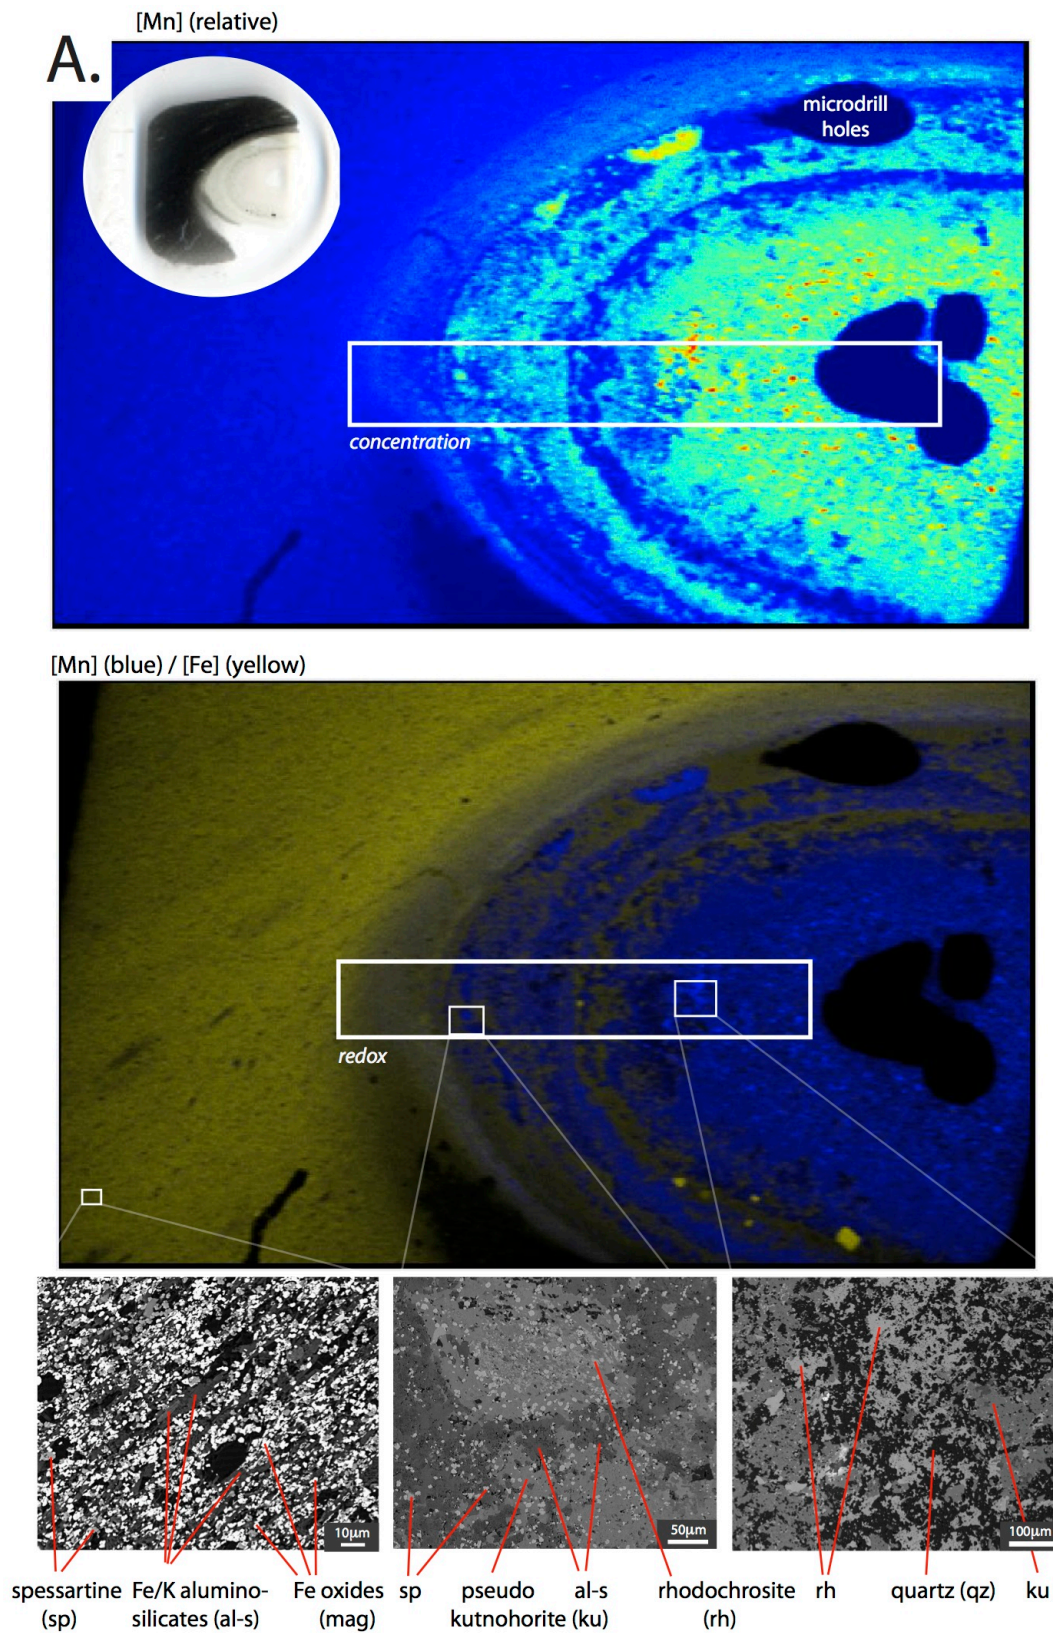 [Mn] (relative)
A.
microdrill
holes
concentration
[Mn] (blue) / [Fe] (yellow)
redox
10μm
50μm
100μm
spessartine
(sp)
Fe/K alumino-
silicates (al-s)
Fe oxides
(mag)
sp
pseudo
kutnohorite (ku)
al-s
rhodochrosite
(rh)
rh
quartz (qz)
ku